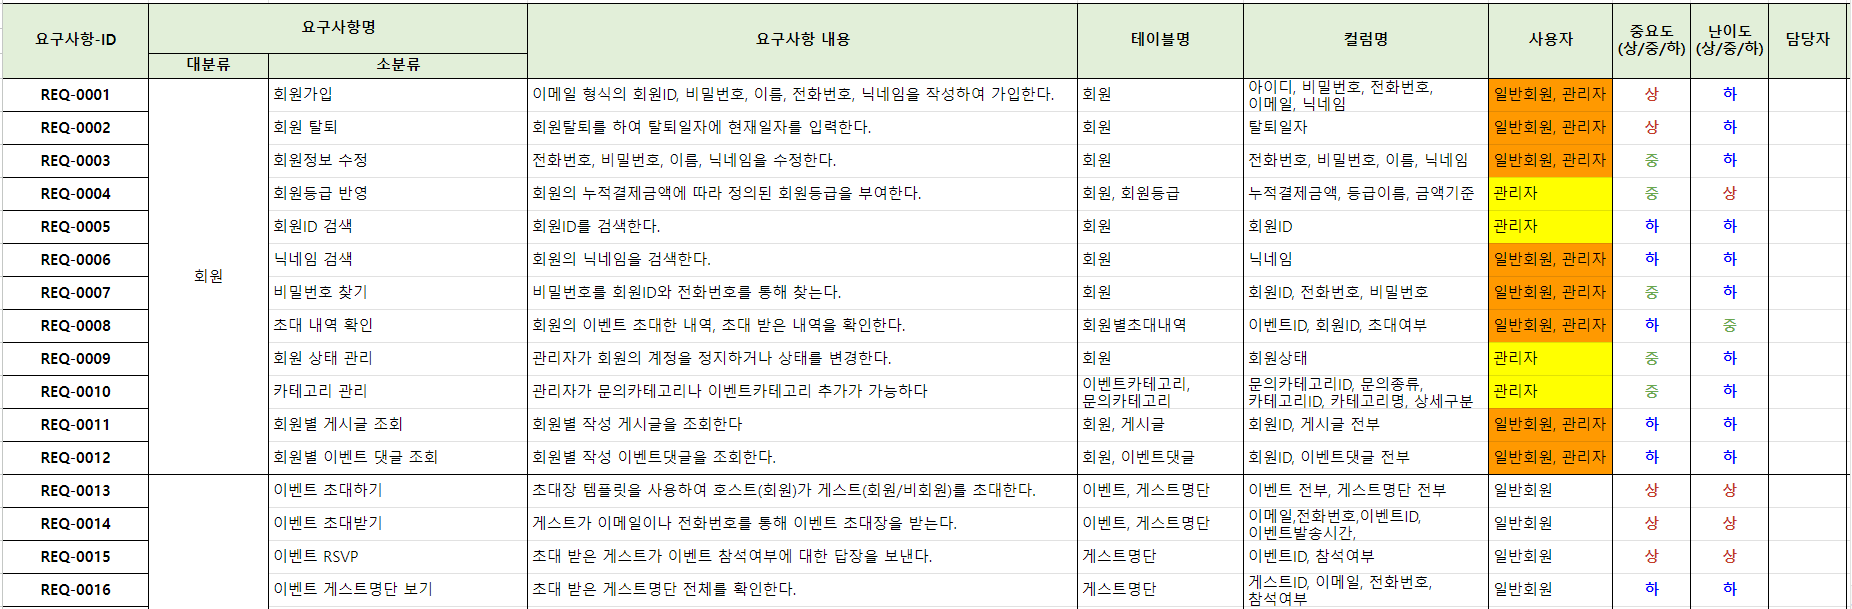 요구사항-ID 요구사항명 요구사항 내용 테이블명 컬럼명 사용자 중요도 (상/중/하) 난이도 (상/중/하) 담당자
대분류 소분류
REQ-0001 회원가입 이메일 형식의 회원ID, 비밀번호, 이름, 전화번호, 닉네임을 작성하여 가입한다. 회원 아이디, 비밀번호, 전화번호, 이메일, 닉네임 일반회원, 관리자 상 하
REQ-0002 회원 탈퇴 회원탈퇴를 하여 탈퇴일자에 현재일자를 입력한다. 회원 탈퇴일자 일반회원, 관리자 상 하
REQ-0003 회원정보 수정 전화번호, 비밀번호, 이름, 닉네임을 수정한다. 회원 전화번호, 비밀번호, 이름, 닉네임 일반회원, 관리자 중 하
REQ-0004 회원등급 반영 회원의 누적결제금액에 따라 정의된 회원등급을 부여한다. 회원, 회원등급 누적결제금액, 등급이름, 금액기준 관리자 중 상
REQ-0005 회원ID 검색 회원ID를 검색한다. 회원 회원ID 관리자 하 하
REQ-0006 닉네임 검색 회원의 닉네임을 검색한다. 회원 닉네임 일반회원, 관리자 하 하
회원
REQ-0007 비밀번호 찾기 비밀번호를 회원ID와 전화번호를 통해 찾는다. 회원 회원ID, 전화번호, 비밀번호 일반회원, 관리자 중 하
REQ-0008 초대 내역 확인 회원의 이벤트 초대한 내역, 초대 받은 내역을 확인한다. 회원별초대내역 이벤트ID, 회원ID, 초대여부 일반회원, 관리자 하 중
REQ-0009 회원 상태 관리 관리자가 회원의 계정을 정지하거나 상태를 변경한다. 회원 회원상태 관리자 중 하
REQ-0010 카테고리 관리 관리자가 문의카테고리나 이벤트카테고리 추가가 가능하다 이벤트카테고리, 문의카테고리 문의카테고리ID, 문의종류, 카테고리ID, 카테고리명, 상세구분 관리자 중 하
REQ-0011 회원별 게시글 조회 회원별 작성 게시글을 조회한다 회원, 게시글 회원ID, 게시글 전부 일반회원, 관리자 하 하
REQ-0012 회원별 이벤트 댓글 조회 회원별 작성 이벤트댓글을 조회한다. 회원, 이벤트댓글 회원ID, 이벤트댓글 전부 일반회원, 관리자 하 하
REQ-0013 이벤트 초대하기 초대장 템플릿을 사용하여 호스트(회원)가 게스트(회원/비회원)를 초대한다. 이벤트, 게스트명단 이벤트 전부, 게스트명단 전부 일반회원 상 상
REQ-0014 이벤트 초대받기 게스트가 이메일이나 전화번호를 통해 이벤트 초대장을 받는다. 이벤트, 게스트명단 이메일,전화번호,이벤트ID, 이벤트발송시간, 일반회원 상 상
REQ-0015 이벤트 RSVP 초대 받은 게스트가 이벤트 참석여부에 대한 답장을 보낸다. 게스트명단 이벤트ID, 참석여부 일반회원 상 상
REQ-0016 이벤트 게스트명단 보기 초대 받은 게스트명단 전체를 확인한다. 게스트명단 게스트ID, 이메일, 전화번호, 참석여부 일반회원 하 하